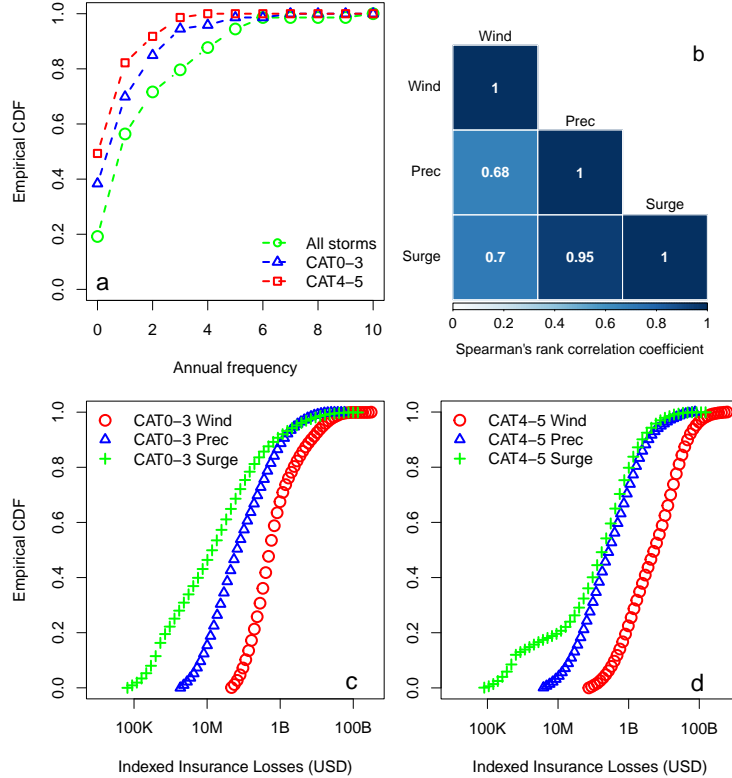 1.0
0.8
0.6
0.4
0.2
0.0
Empirical CDF
a
All storms
CAT0−3
CAT4−5
0 2 4 6 8 10
Annual frequency
b
Wind
Wind
1
Prec
Prec
0.68 1
Surge
Surge
0.7 0.95 1
0 0.2 0.4 0.6 0.8 1
Spearman's rank correlation coefficient
1.0
0.8
0.6
0.4
0.2
0.0
Empirical CDF
CAT0−3 Wind
CAT0−3 Prec
CAT0−3 Surge
c
100K 10M 1B 100B
Indexed Insurance Losses (USD)
1.0
0.8
0.6
0.4
0.2
0.0
CAT4−5 Wind
CAT4−5 Prec
CAT4−5 Surge
d
100K 10M 1B 100B
Indexed Insurance Losses (USD)